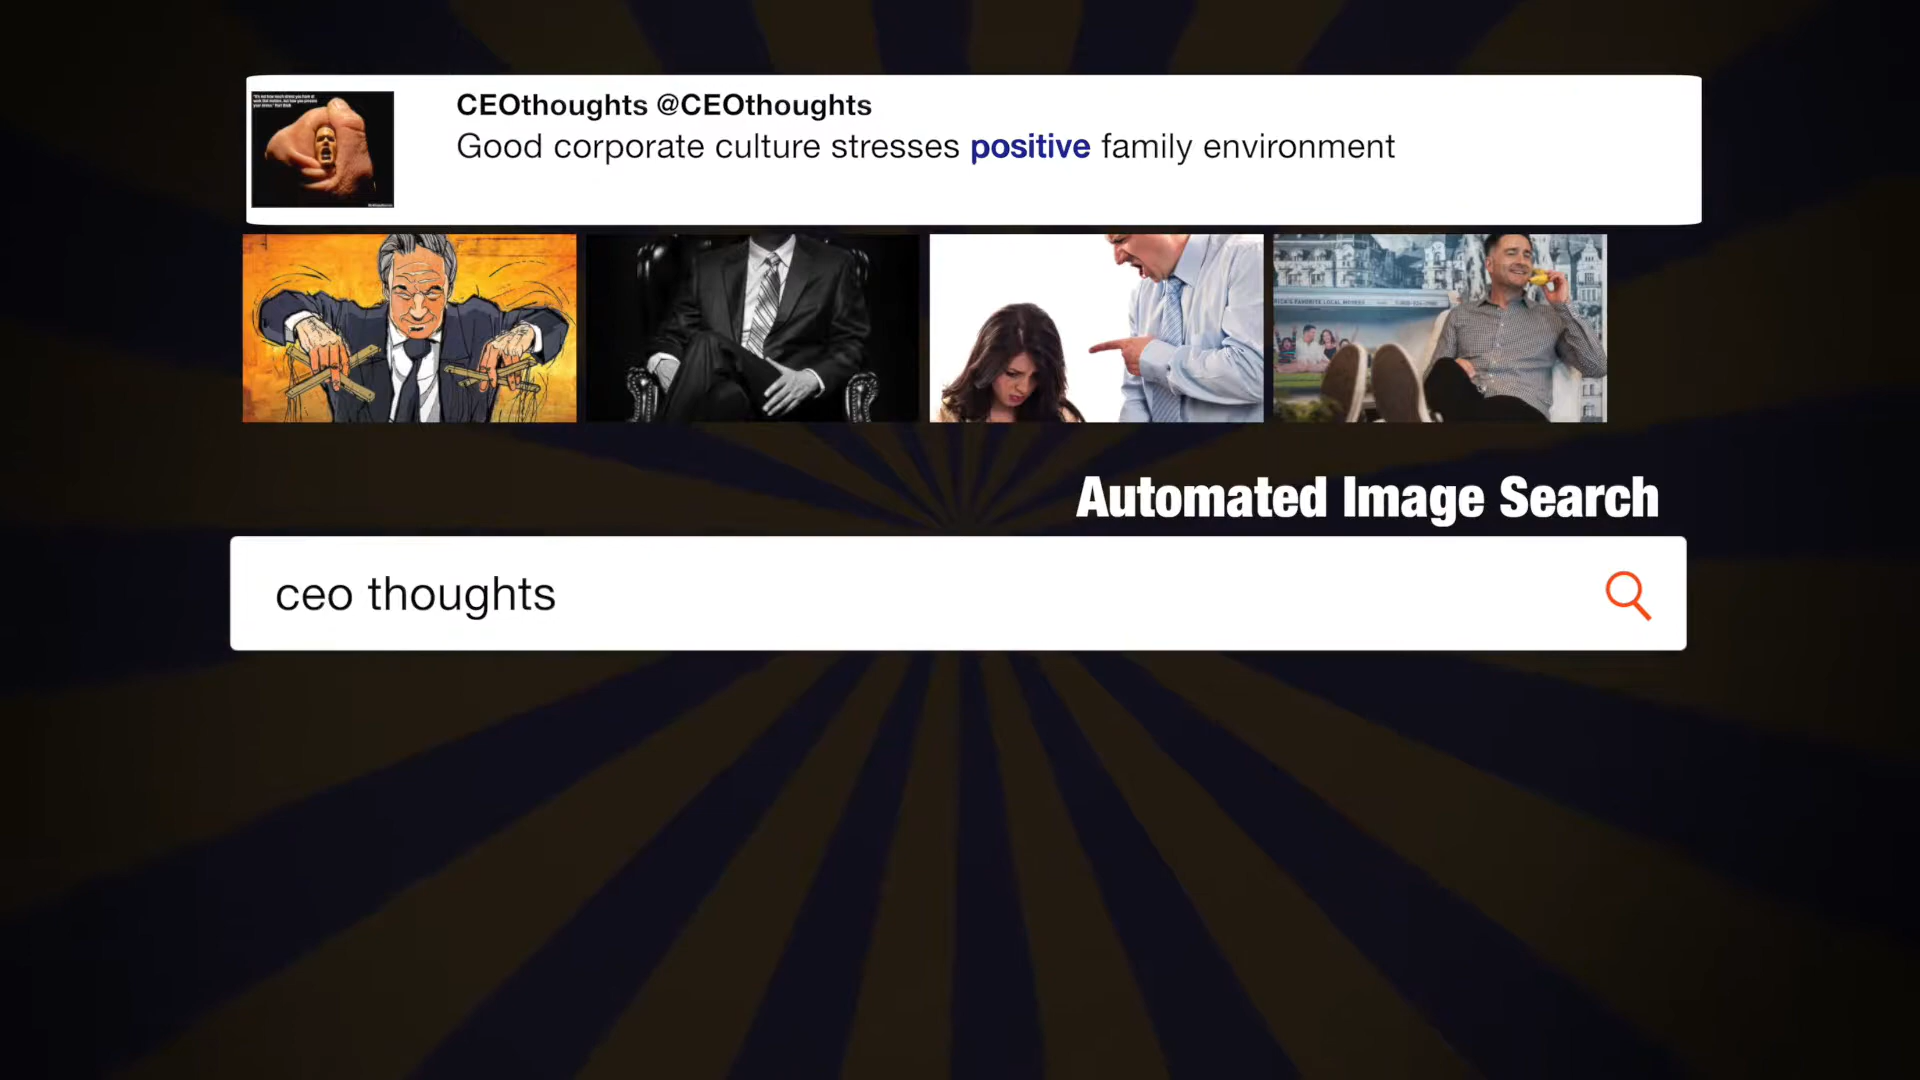 CEOthoughts @CEOthoughts
Good corporate culture stresses positive family environment
Automated Image Search
ceo thoughts